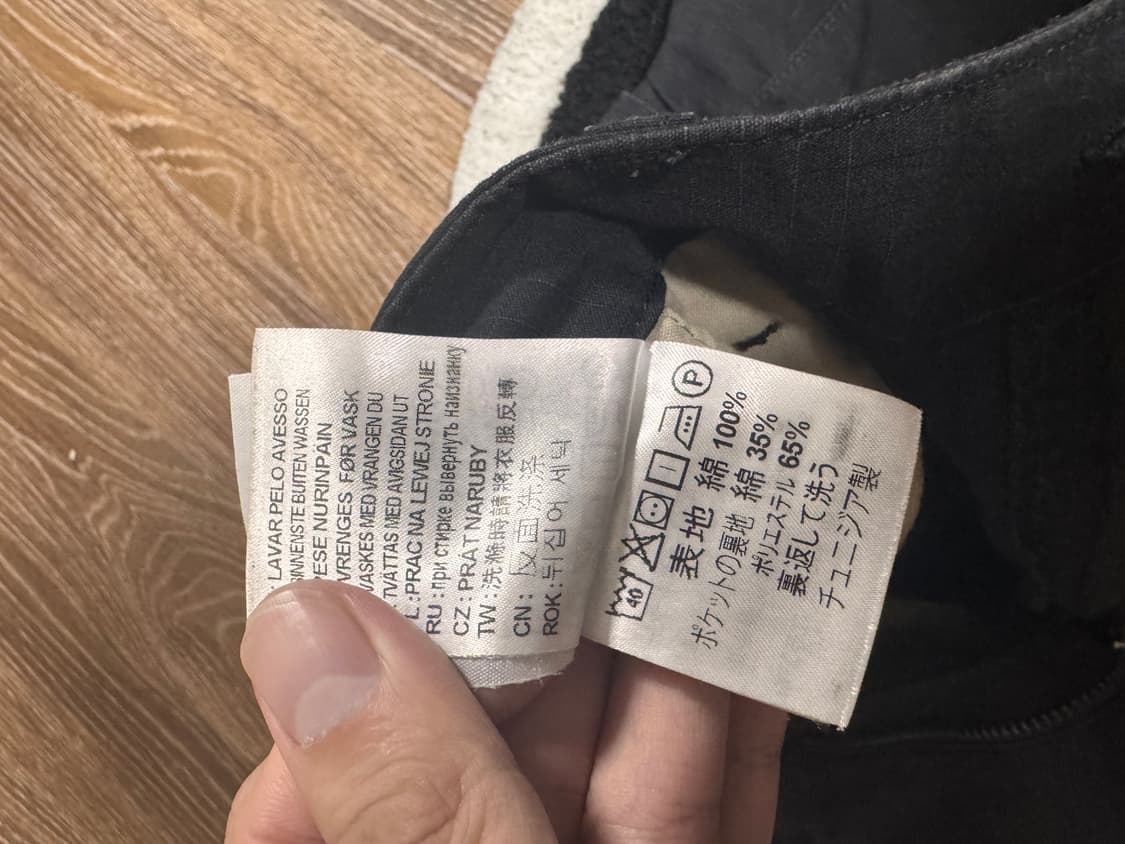 : LAVAR PELO AVESSO
BINNENSTE BUITEN WASSEN
ESE NURINPAIN
VRENGES FØR VASK
VASKES MED VRANGEN DU
TVÄTTAS MED AVIGSIDAN UT
L : PRAĆ NA LEWEJ STRONIE
RU : при стирке вывернуть наизнанку
CZ : PRAT NARUBY
TW : 洗滌時請將衣服反轉
CN : 反面洗涤
ROK : 뒤집어 세탁
40
P
表地 綿 100%
ポケットの裏地 綿 35%
ポリエステル 65%
裏返して洗う
チュニジア製